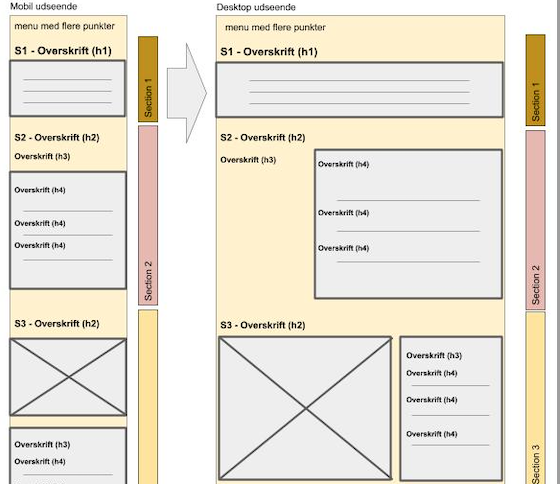 Mobil udseende
menu med flere punkter
S1 - Overskrift (h1)
Section 1
S2 - Overskrift (h2)
Overskrift (h3)
Overskrift (h4)
Overskrift (h4)
Overskrift (h4)
Section 2
S3 - Overskrift (h2)
Overskrift (h3)
Overskrift (h4)
Desktop udseende
menu med flere punkter
S1 - Overskrift (h1)
Section 1
S2 - Overskrift (h2)
Overskrift (h3)
Overskrift (h4)
Overskrift (h4)
Overskrift (h4)
Section 2
S3 - Overskrift (h2)
Overskrift (h3)
Overskrift (h4)
Overskrift (h4)
Overskrift (h4)
Section 3